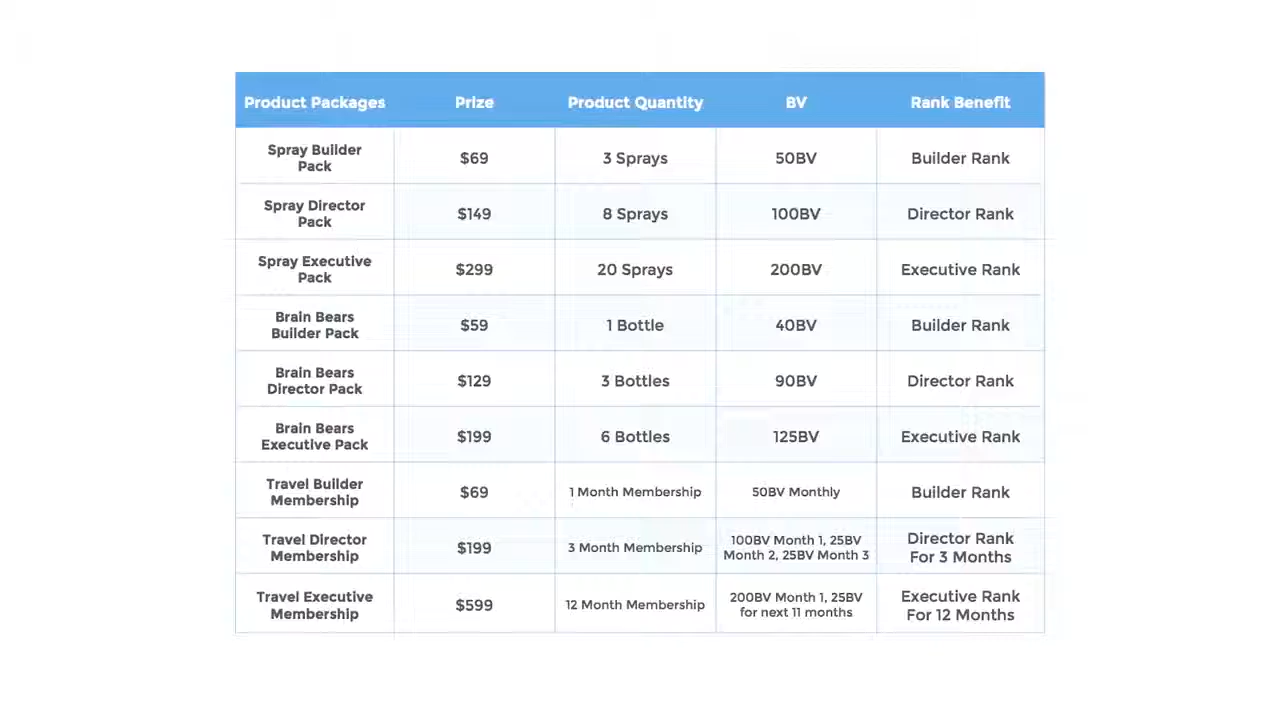 Product Packages Prize Product Quantity BV Rank Benefit
Spray Builder
Pack
$69
3 Sprays
50BV
Builder Rank
Spray Director
Pack
$149
8 Sprays
100BV
Director Rank
Spray Executive
Pack
$299
20 Sprays
200BV
Executive Rank
Brain Bears
Builder Pack
$59
1 Bottle
40BV
Builder Rank
Brain Bears
Director Pack
$129
3 Bottles
90BV
Director Rank
Brain Bears
Executive Pack
$199
6 Bottles
125BV
Executive Rank
Travel Builder
Membership
$69
1 Month Membership
50BV Monthly
Builder Rank
Travel Director
Membership
$199
3 Month Membership
100BV Month 1, 25BV
Month 2, 25BV Month 3
Director Rank
For 3 Months
Travel Executive
Membership
$599
12 Month Membership
200BV Month 1, 25BV
for next 11 months
Executive Rank
For 12 Months